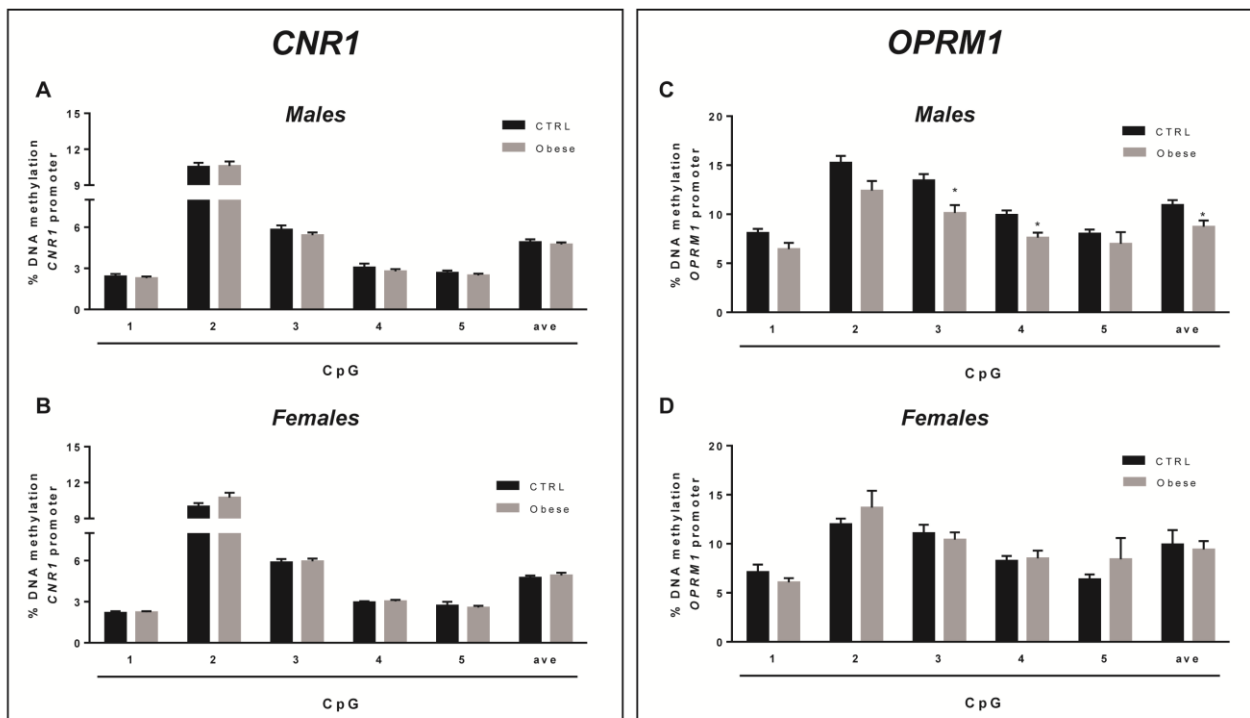 CNR1
A
Males
CTRL
Obese
% DNA methylation
CNR1 promoter
15
12
9
6
3
0
1 2 3 4 5 ave
CpG
B
Females
CTRL
Obese
% DNA methylation
CNR1 promoter
15
12
9
6
3
0
1 2 3 4 5 ave
CpG
OPRM1
C
Males
CTRL
Obese
% DNA methylation
OPRM1 promoter
20
15
10
5
0
* * *
1 2 3 4 5 ave
CpG
D
Females
CTRL
Obese
% DNA methylation
OPRM1 promoter
20
15
10
5
0
1 2 3 4 5 ave
CpG